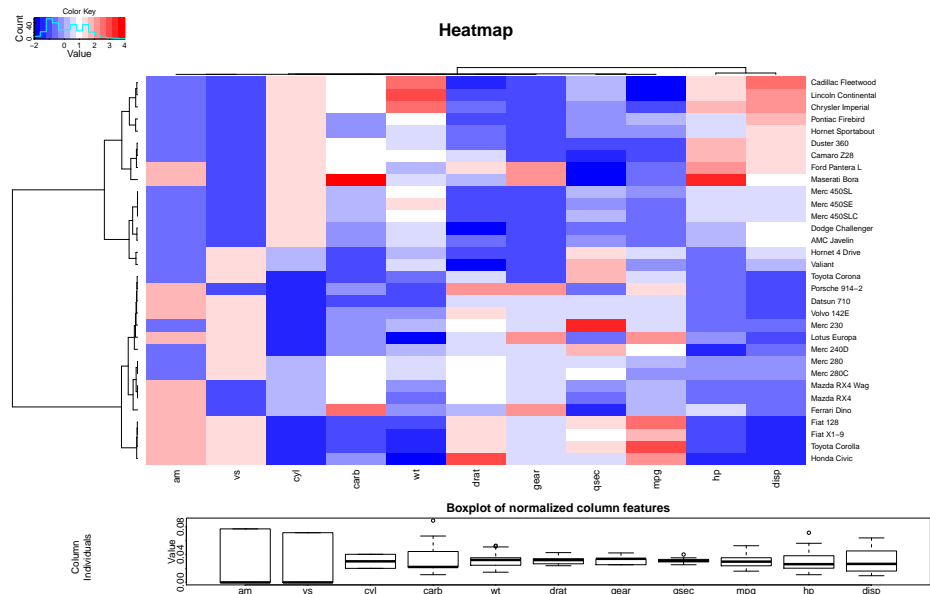 Color Key
Count
0 40
−2 0 1 2 3 4
Value
Heatmap
Cadillac Fleetwood
Lincoln Continental
Chrysler Imperial
Pontiac Firebird
Hornet Sportabout
Duster 360
Camaro Z28
Ford Pantera L
Maserati Bora
Merc 450SL
Merc 450SE
Merc 450SLC
Dodge Challenger
AMC Javelin
Hornet 4 Drive
Valiant
Toyota Corona
Porsche 914−2
Datsun 710
Volvo 142E
Merc 230
Lotus Europa
Merc 240D
Merc 280
Merc 280C
Mazda RX4 Wag
Mazda RX4
Ferrari Dino
Fiat 128
Fiat X1−9
Toyota Corolla
Honda Civic
am vs cyl carb wt drat gear qsec mpg hp disp
Boxplot of normalized column features
Column
Individuals
Value
0.00 0.04 0.08
am vs cyl carb wt drat gear qsec mpg hp disp